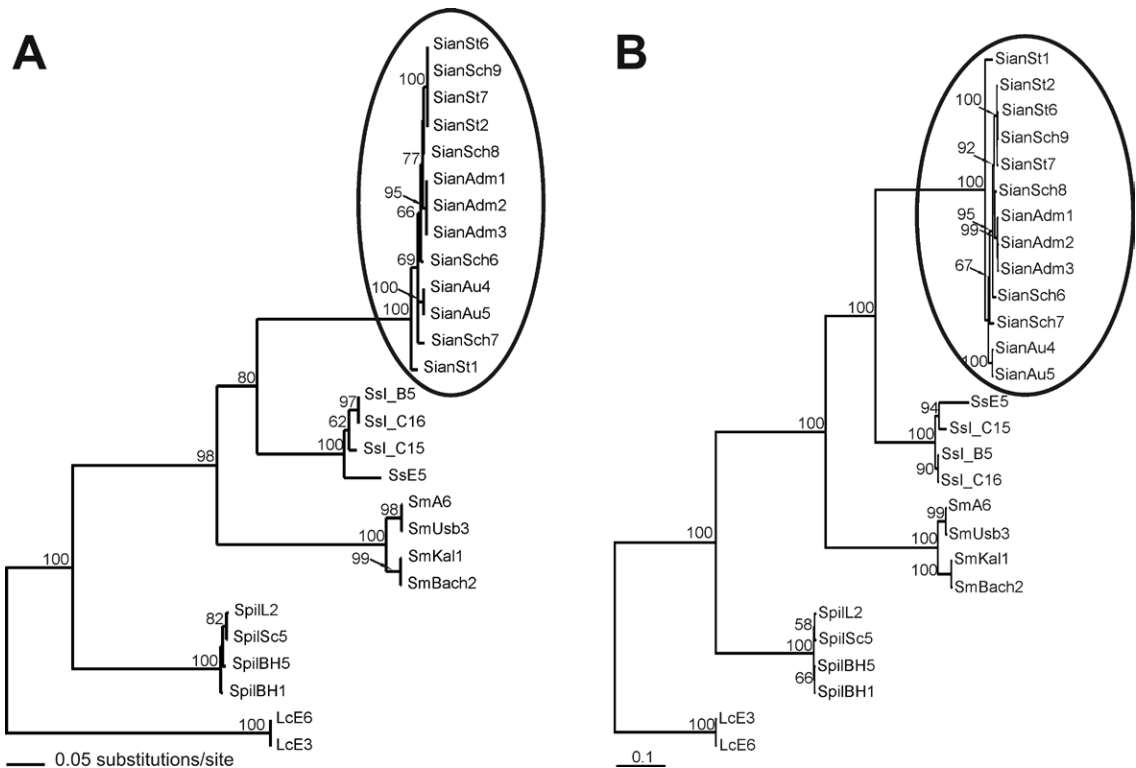 A
SianSt6
SianSch9
100
SianSt7
SianSt2
SianSch8
77
SianAdm1
95
SianAdm2
66
SianAdm3
69
SianSch6
SianAu4
100
100
SianAu5
SianSch7
SianSt1
80
97
SsI_B5
62
SsI_C16
100
SsI_C15
98
SsE5
98
SmA6
100
SmUsb3
99
SmKal1
SmBach2
100
82
SpilL2
SpilSc5
100
SpilBH5
SpilBH1
100
LcE6
LcE3
0.05 substitutions/site
B
SianSt1
SianSt2
100
SianSt6
SianSch9
92
SianSt7
100
SianSch8
95
SianAdm1
99
SianAdm2
67
SianAdm3
SianSch6
100
SianSch7
SianAu4
100
SianAu5
94
SsE5
100
SsI_C15
100
SsI_B5
90
SsI_C16
99
SmA6
100
SmUsb3
100
SmKal1
SmBach2
100
58
SpilL2
100
SpilSc5
66
SpilBH5
SpilBH1
100
LcE3
LcE6
0.1